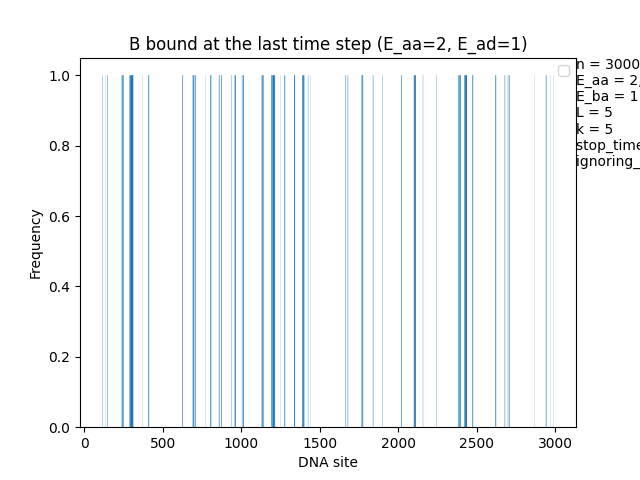 B bound at the last time step (E_aa=2, E_ad=1)
n = 3000
E_aa = 2,
E_ba = 1
L = 5
k = 5
stop_time
ignoring_
1.0
0.8
0.6
0.4
0.2
0.0
Frequency
0 500 1000 1500 2000 2500 3000
DNA site